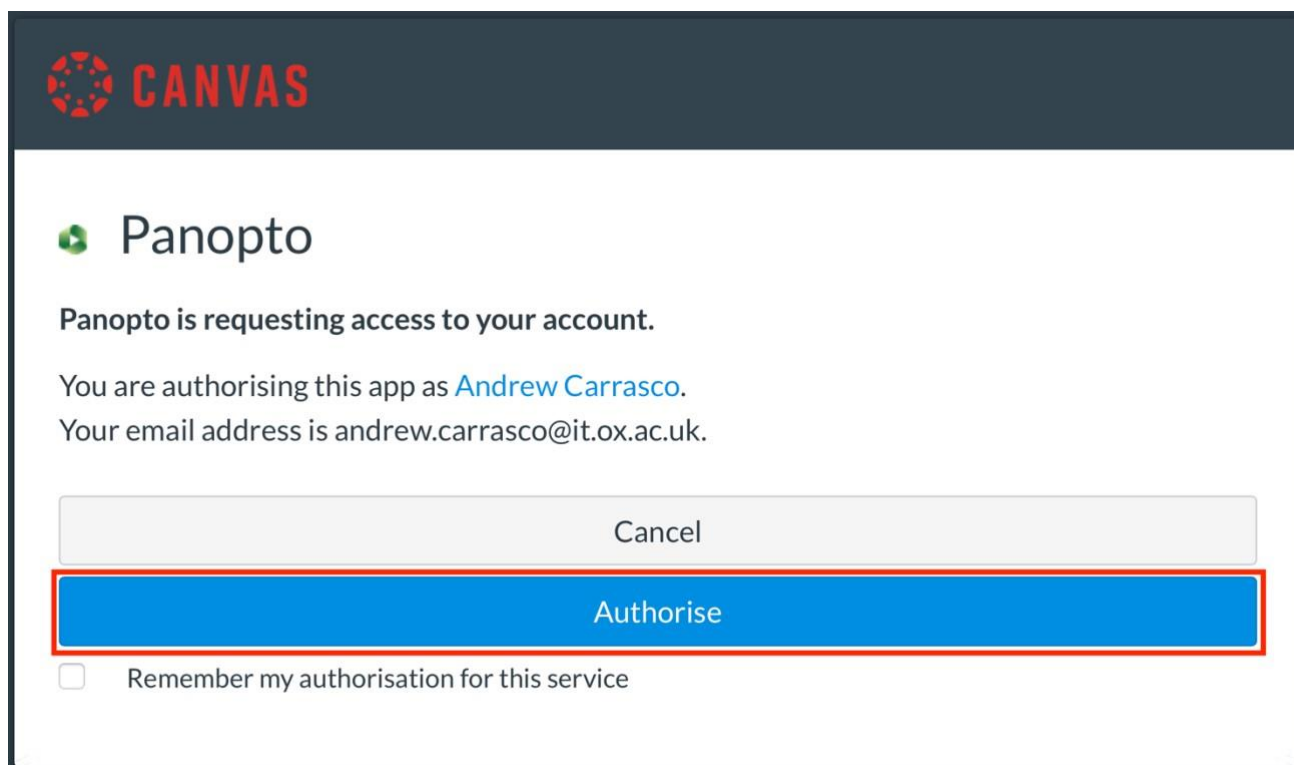 CANVAS
Panopto
Panopto is requesting access to your account.
You are authorising this app as Andrew Carrasco.
Your email address is andrew.carrasco@it.ox.ac.uk.
Cancel
Authorise
Remember my authorisation for this service